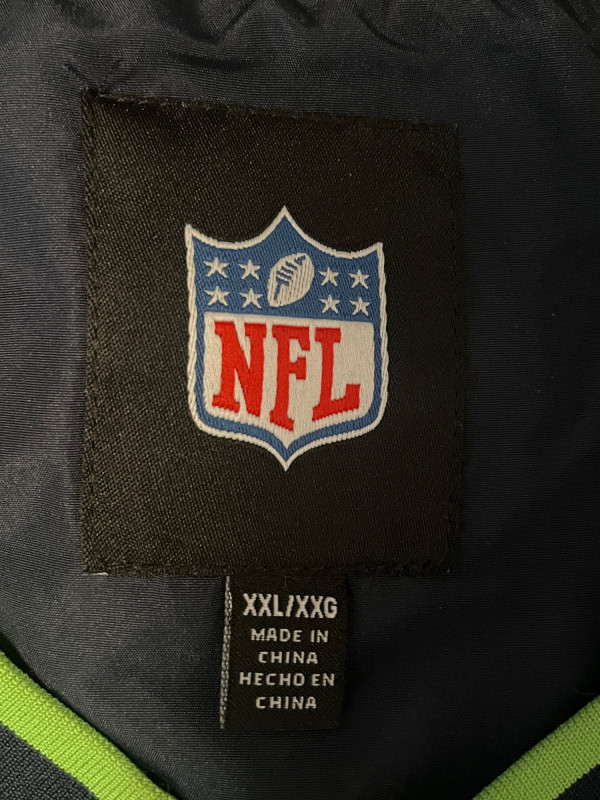 NFL
XXL/XXG
MADE IN
CHINA
HECHO EN
CHINA